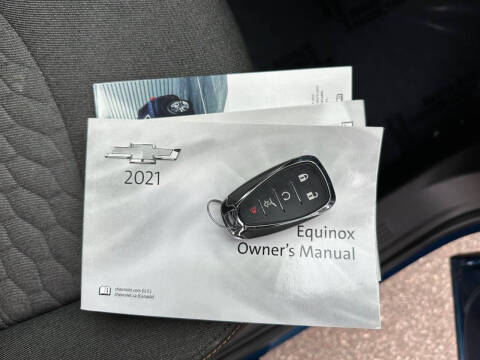 2021
Equinox
Owner's Manual
chevrolet.com (U.S.)
chevrolet.ca (Canada)